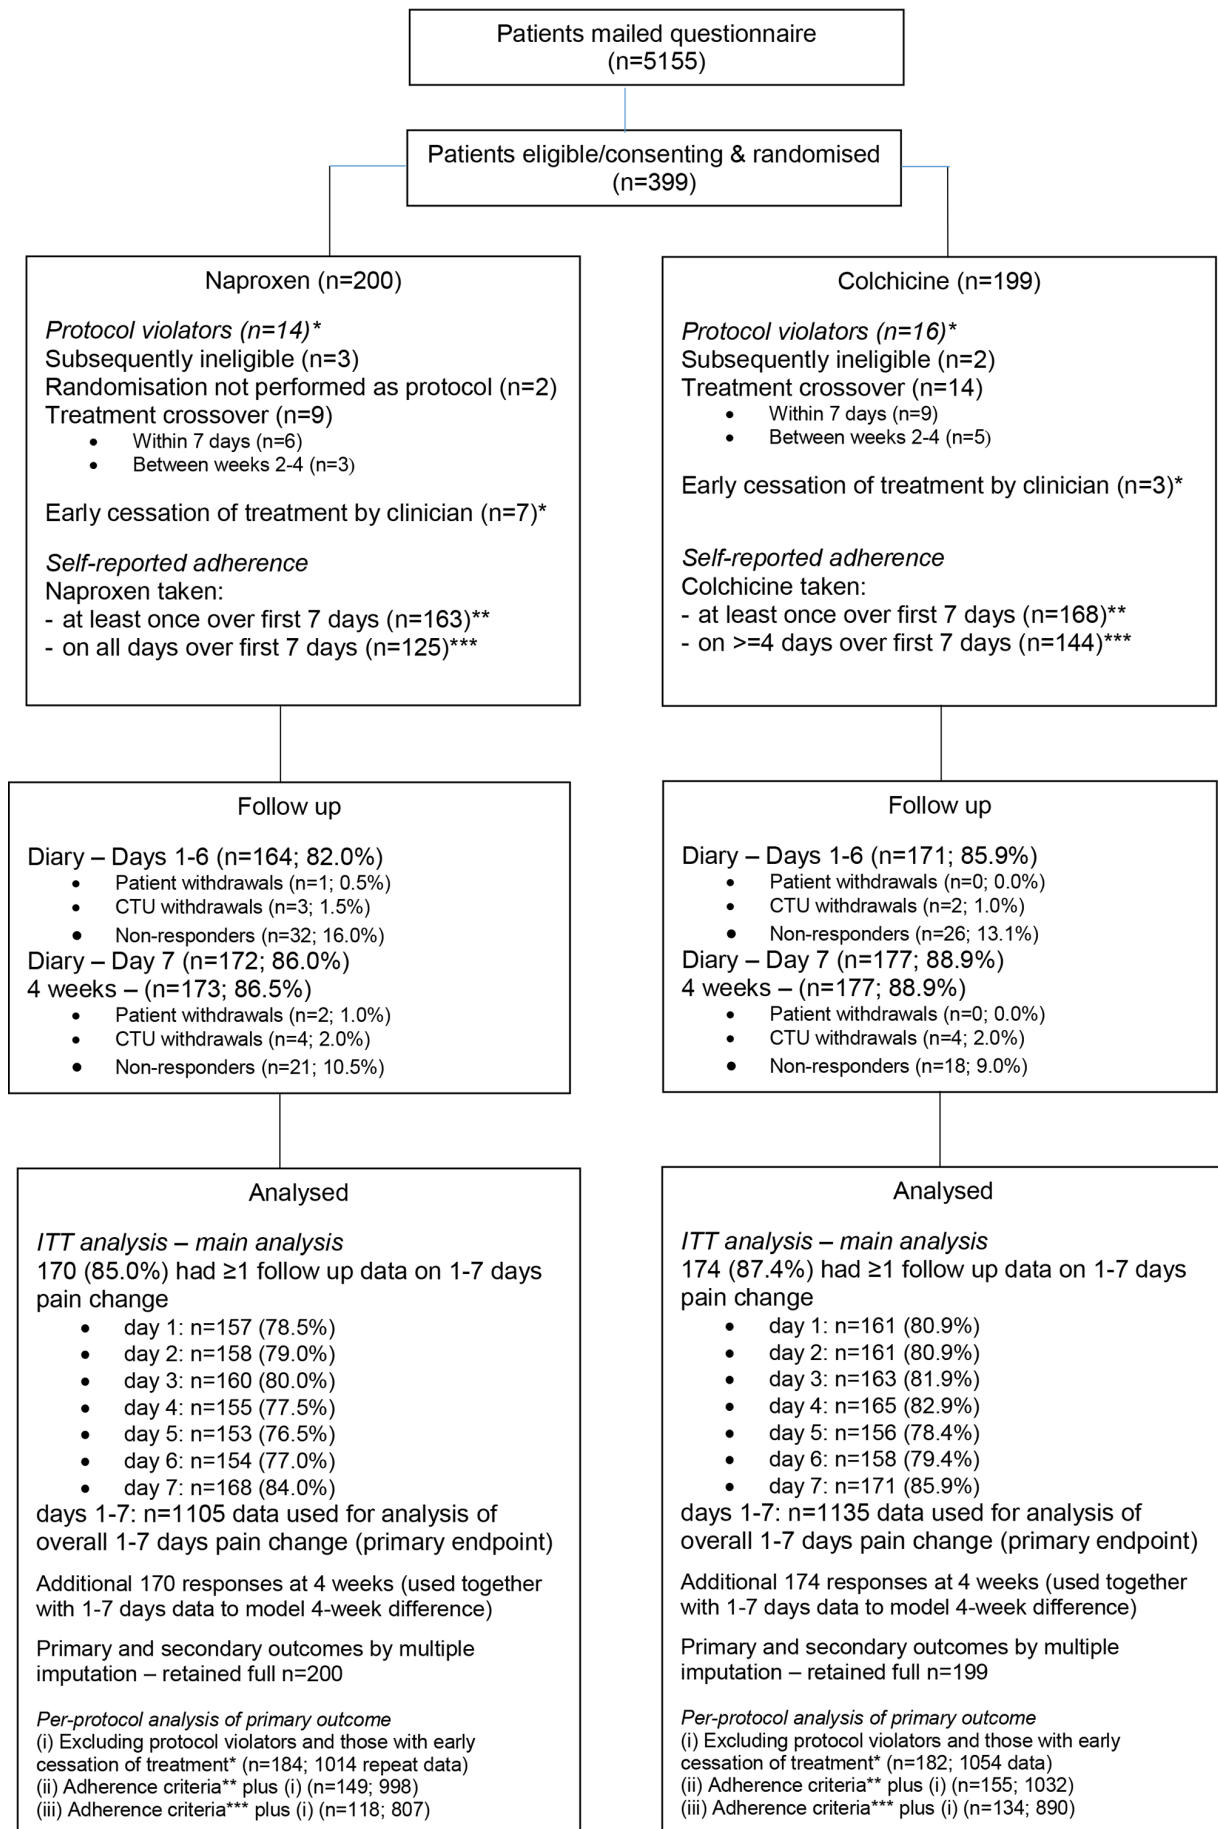 Patients mailed questionnaire
(n=5155)
Patients eligible/consenting & randomised
(n=399)
Naproxen (n=200)
Protocol violators (n=14)*
Subsequently ineligible (n=3)
Randomisation not performed as protocol (n=2)
Treatment crossover (n=9)
• Within 7 days (n=6)
• Between weeks 2-4 (n=3)
Early cessation of treatment by clinician (n=7)*
Self-reported adherence
Naproxen taken:
- at least once over first 7 days (n=163)**
- on all days over first 7 days (n=125)***
Colchicine (n=199)
Protocol violators (n=16)*
Subsequently ineligible (n=2)
Treatment crossover (n=14)
• Within 7 days (n=9)
• Between weeks 2-4 (n=5)
Early cessation of treatment by clinician (n=3)*
Self-reported adherence
Colchicine taken:
- at least once over first 7 days (n=168)**
- on >=4 days over first 7 days (n=144)***
Follow up
Diary – Days 1-6 (n=164; 82.0%)
• Patient withdrawals (n=1; 0.5%)
• CTU withdrawals (n=3; 1.5%)
• Non-responders (n=32; 16.0%)
Diary – Day 7 (n=172; 86.0%)
4 weeks – (n=173; 86.5%)
• Patient withdrawals (n=2; 1.0%)
• CTU withdrawals (n=4; 2.0%)
• Non-responders (n=21; 10.5%)
Follow up
Diary – Days 1-6 (n=171; 85.9%)
• Patient withdrawals (n=0; 0.0%)
• CTU withdrawals (n=2; 1.0%)
• Non-responders (n=26; 13.1%)
Diary – Day 7 (n=177; 88.9%)
4 weeks – (n=177; 88.9%)
• Patient withdrawals (n=0; 0.0%)
• CTU withdrawals (n=4; 2.0%)
• Non-responders (n=18; 9.0%)
Analysed
ITT analysis – main analysis
170 (85.0%) had ≥1 follow up data on 1-7 days
pain change
• day 1: n=157 (78.5%)
• day 2: n=158 (79.0%)
• day 3: n=160 (80.0%)
• day 4: n=155 (77.5%)
• day 5: n=153 (76.5%)
• day 6: n=154 (77.0%)
• day 7: n=168 (84.0%)
days 1-7: n=1105 data used for analysis of
overall 1-7 days pain change (primary endpoint)
Additional 170 responses at 4 weeks (used together
with 1-7 days data to model 4-week difference)
Primary and secondary outcomes by multiple
imputation – retained full n=200
Per-protocol analysis of primary outcome
(i) Excluding protocol violators and those with early
cessation of treatment* (n=184; 1014 repeat data)
(ii) Adherence criteria** plus (i) (n=149; 998)
(iii) Adherence criteria*** plus (i) (n=118; 807)
Analysed
ITT analysis – main analysis
174 (87.4%) had ≥1 follow up data on 1-7 days
pain change
• day 1: n=161 (80.9%)
• day 2: n=161 (80.9%)
• day 3: n=163 (81.9%)
• day 4: n=165 (82.9%)
• day 5: n=156 (78.4%)
• day 6: n=158 (79.4%)
• day 7: n=171 (85.9%)
days 1-7: n=1135 data used for analysis of
overall 1-7 days pain change (primary endpoint)
Additional 174 responses at 4 weeks (used together
with 1-7 days data to model 4-week difference)
Primary and secondary outcomes by multiple
imputation – retained full n=199
Per-protocol analysis of primary outcome
(i) Excluding protocol violators and those with early
cessation of treatment* (n=182; 1054 data)
(ii) Adherence criteria** plus (i) (n=155; 1032)
(iii) Adherence criteria*** plus (i) (n=134; 890)